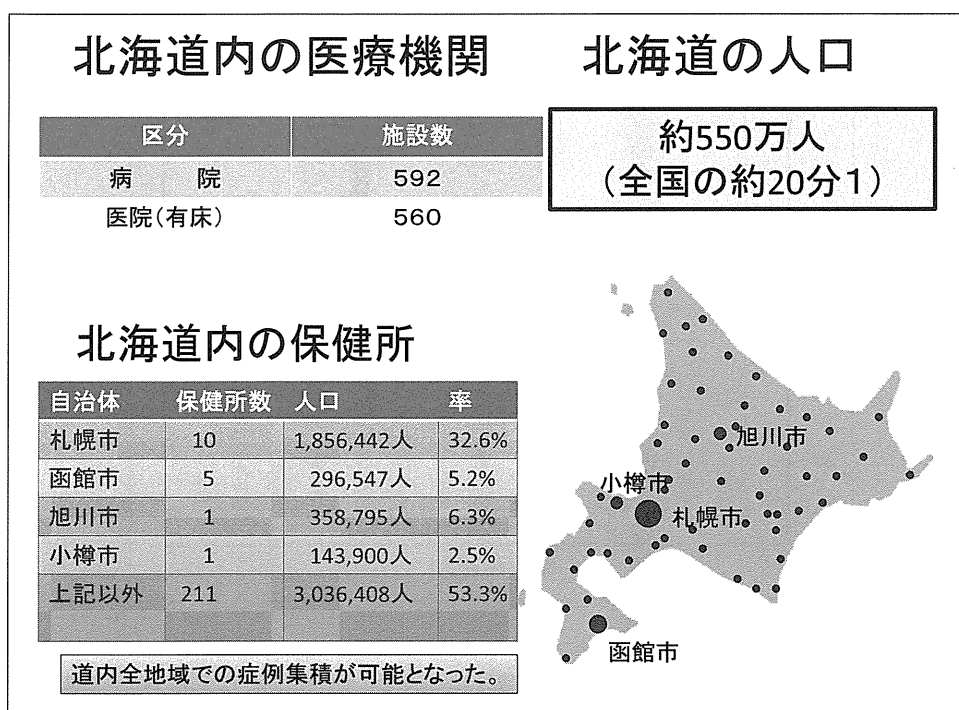 北海道内の医療機関
区分 施設数
病 院 592
医院(有床) 560
北海道の人口
約550万人
(全国の約20分1)
北海道内の保健所
自治体 保健所数 人口 率
札幌市 10 1,856,442人 32.6%
函館市 5 296,547人 5.2%
旭川市 1 358,795人 6.3%
小樽市 1 143,900人 2.5%
上記以外 211 3,036,408人 53.3%
道内全地域での症例集積が可能となった。
旭川市
小樽市
札幌市
函館市